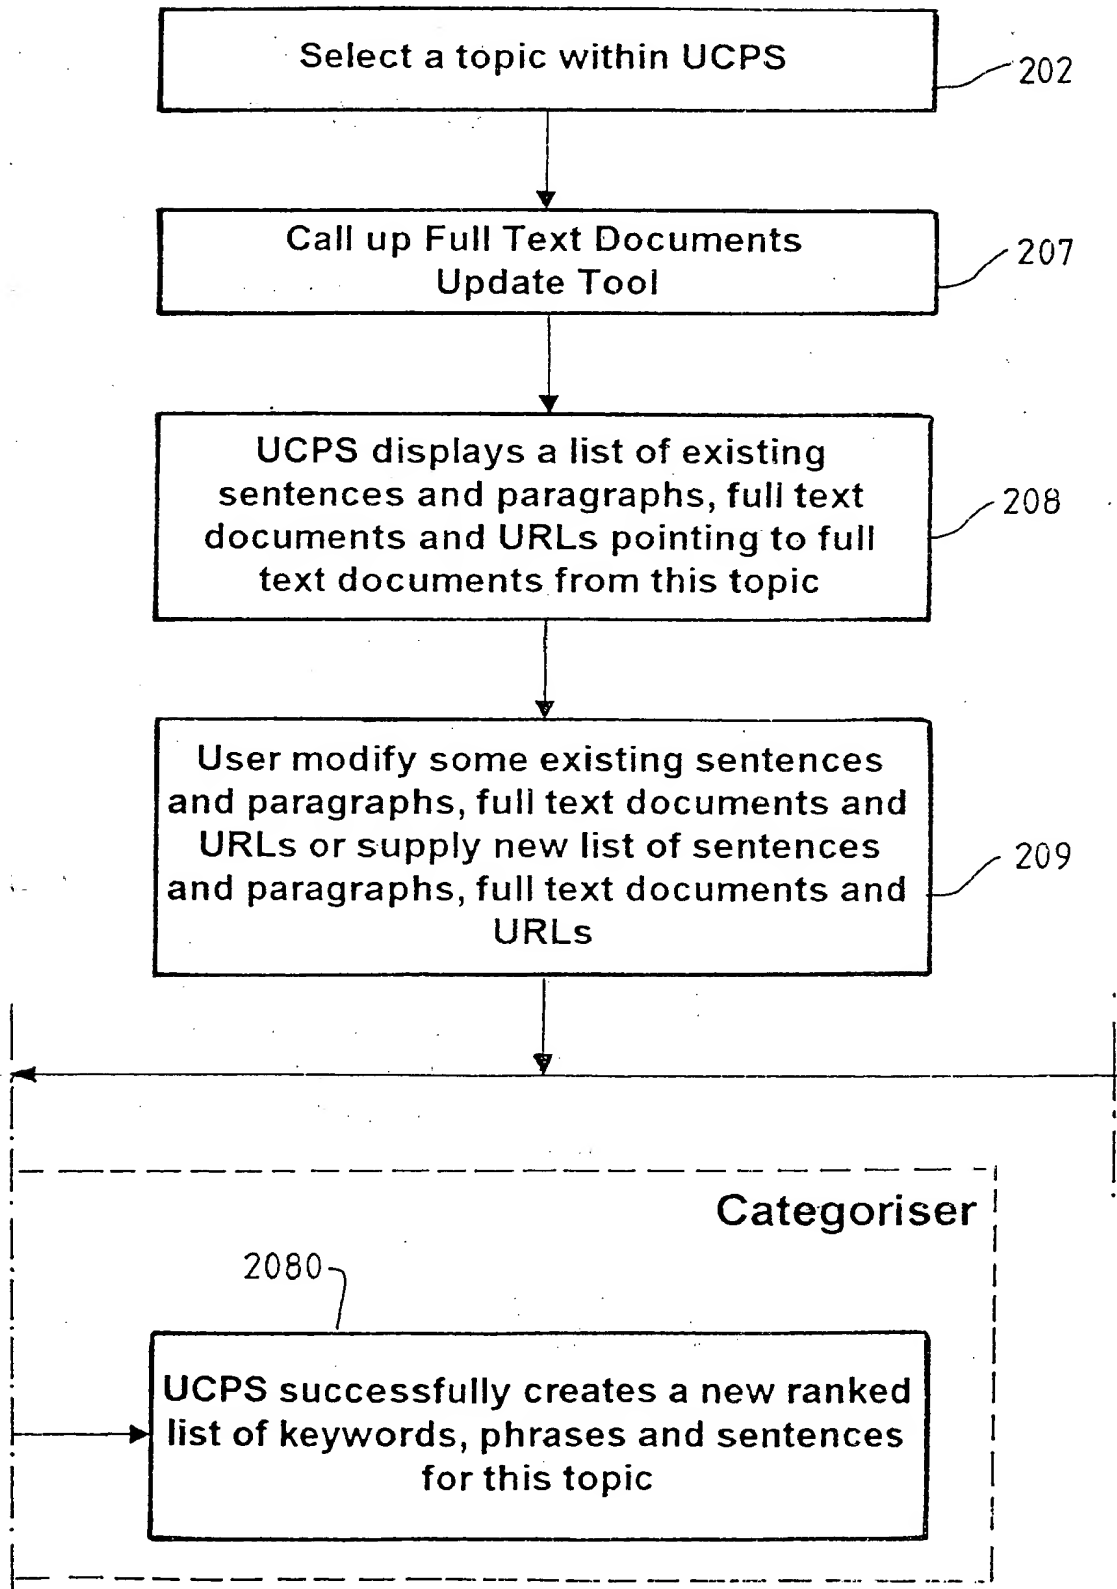 Select a topic within UCPS
202
Call up Full Text Documents
Update Tool
207
UCPS displays a list of existing
sentences and paragraphs, full text
documents and URLs pointing to full
text documents from this topic
208
User modify some existing sentences
and paragraphs, full text documents and
URLs or supply new list of sentences
and paragraphs, full text documents and
URLs
209
Categoriser
2080
UCPS successfully creates a new ranked
list of keywords, phrases and sentences
for this topic